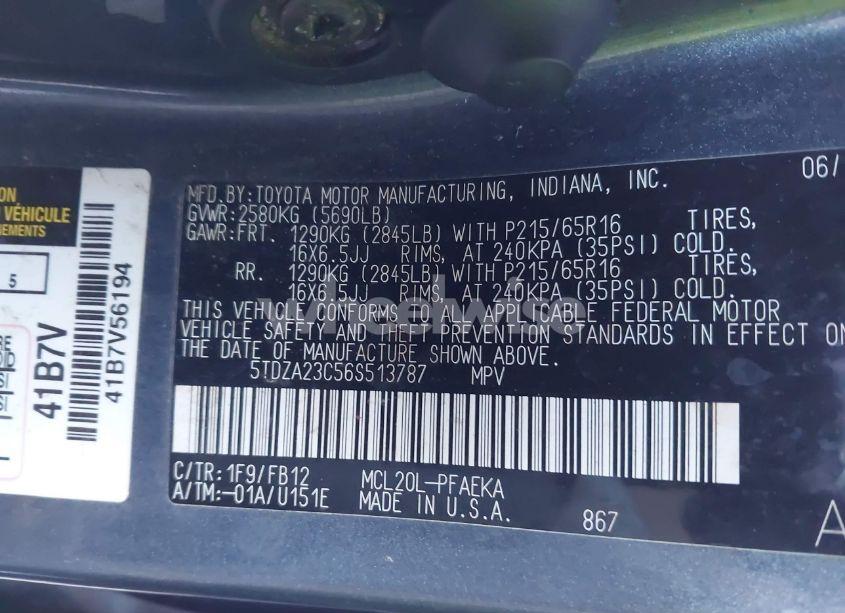 ION
VÉHICULE
NEMENTS
5
41B7V
41B7V56194
06/
MFD.BY:TOYOTA MOTOR MANUFACTURING, INDIANA, INC.
GVWR:2580KG (5690LB)
GAWR:FRT. 1290KG (2845LB) WITH P215/65R16 TIRES,
16X6.5JJ RIMS, AT 240KPA (35PSI) COLD.
RR. 1290KG (2845LB) WITH P215/65R16 TIRES,
16X6.5JJ RIMS, AT 240KPA (35PSI) COLD.
THIS VEHICLE CONFORMS TO ALL APPLICABLE FEDERAL MOTOR
VEHICLE SAFETY AND THEFT PREVENTION STANDARDS IN EFFECT ON
THE DATE OF MANUFACTURE SHOWN ABOVE.
5TDZA23C56S513787 MPV
C/TR:1F9/FB12 MCL20L-PFAEKA
A/TM:-01A/U151E MADE IN U.S.A.
867
A
wheelwise